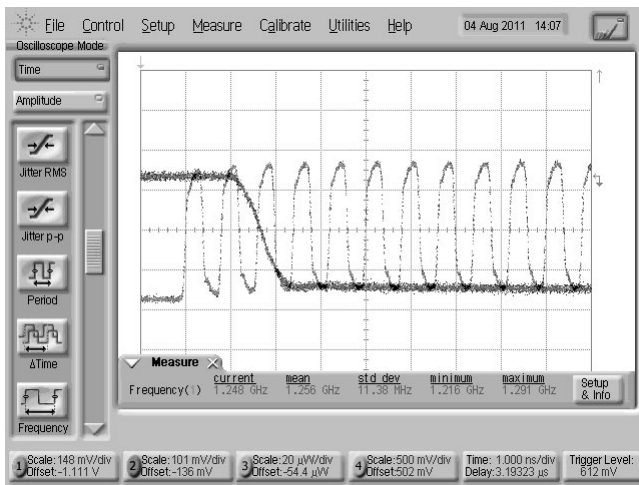 File Control Setup Measure Calibrate Utilities Help 04 Aug 2011 14:07
Oscilloscope Mode
Time
Amplitude
Jitter RMS
Jitter p-p
Period
ΔTime
Frequency
Measure
current mean std dev minimum maximum
Frequency(1) 1.248 GHz 1.256 GHz 11.38 MHz 1.216 GHz 1.291 GHz
Setup
& Info
1 Scale: 148 mV/div
Offset:-1.111 V
2 Scale:101 mV/div
Offset:-136 mV
3 Scale:20 µW/div
Offset:-54.4 µW
4 Scale:500 mV/div
Offset:502 mV
Time: 1.000 ns/div
Delay:3.19323 µs
Trigger Level:
612 mV